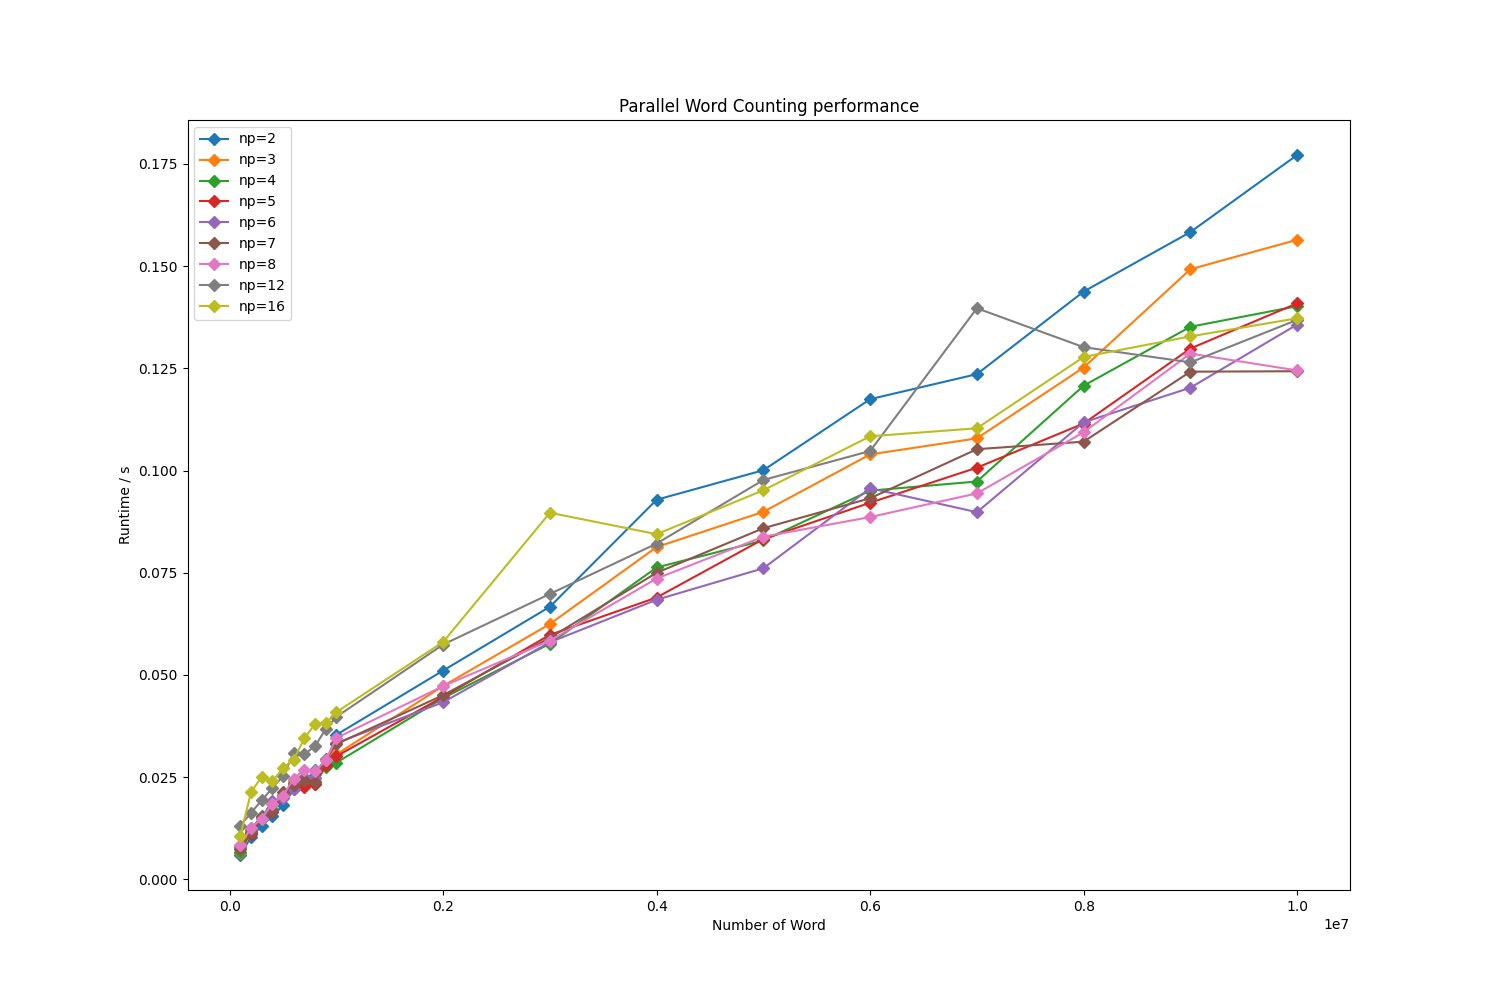 Parallel Word Counting performance
np=2
np=3
np=4
np=5
np=6
np=7
np=8
np=12
np=16
0.175
0.150
0.125
0.100
0.075
0.050
0.025
0.000
Runtime / s
0.0 0.2 0.4 0.6 0.8 1.0
1e7
Number of Word